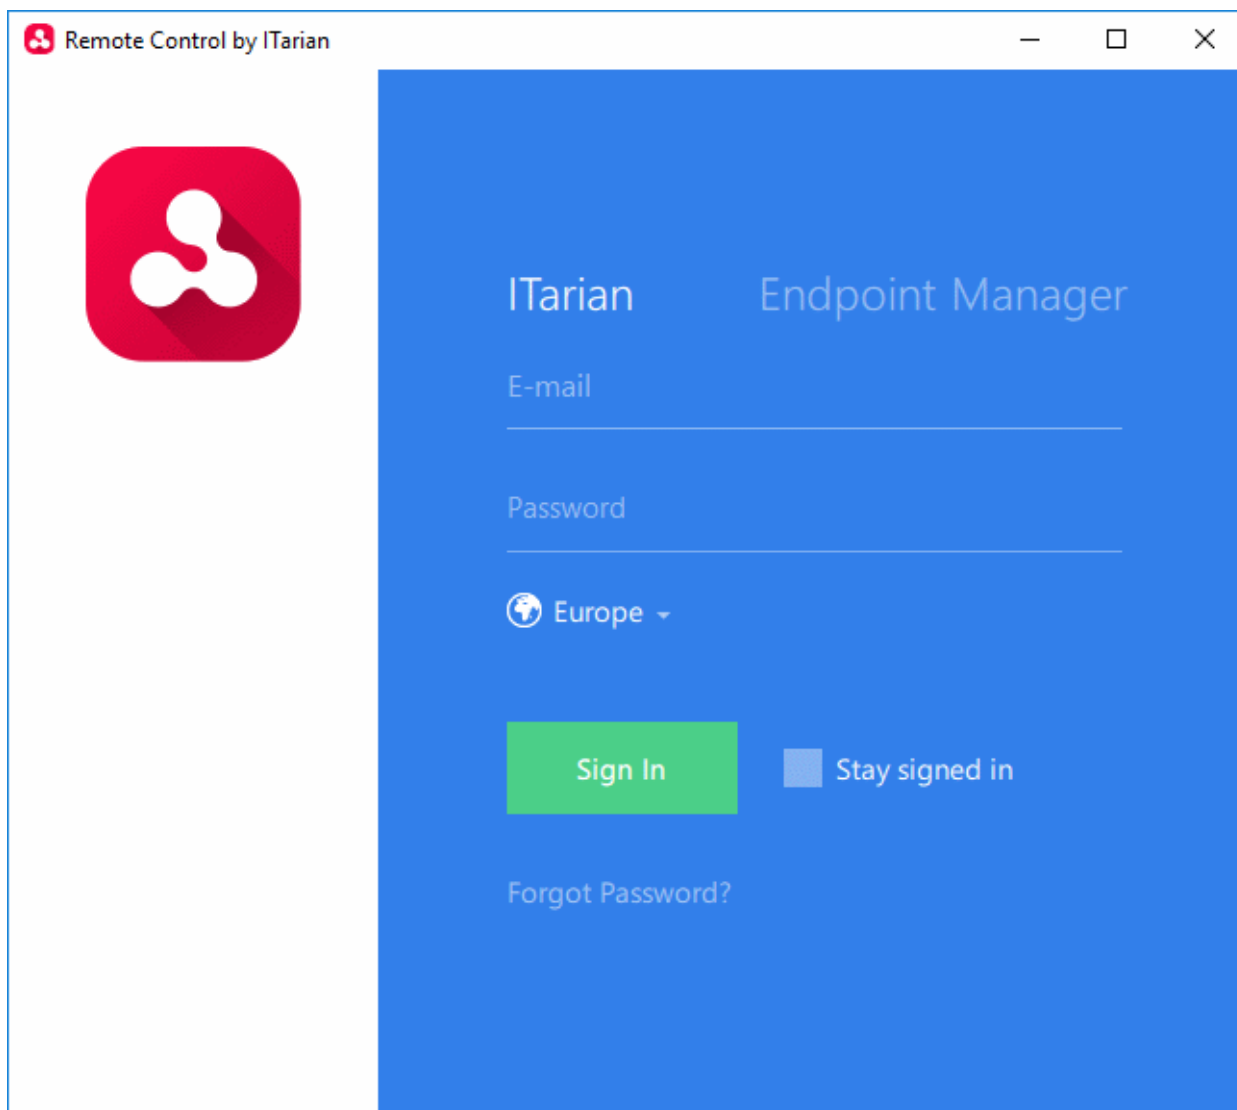 Remote Control by ITarian
ITarian Endpoint Manager
E-mail
Password
Europe
Sign In Stay signed in
Forgot Password?